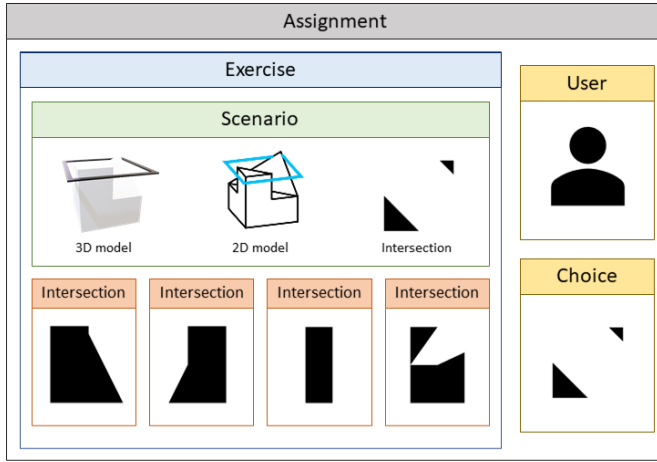 Assignment
Exercise
User
Scenario
3D model
2D model
Intersection
Choice
Intersection
Intersection
Intersection
Intersection